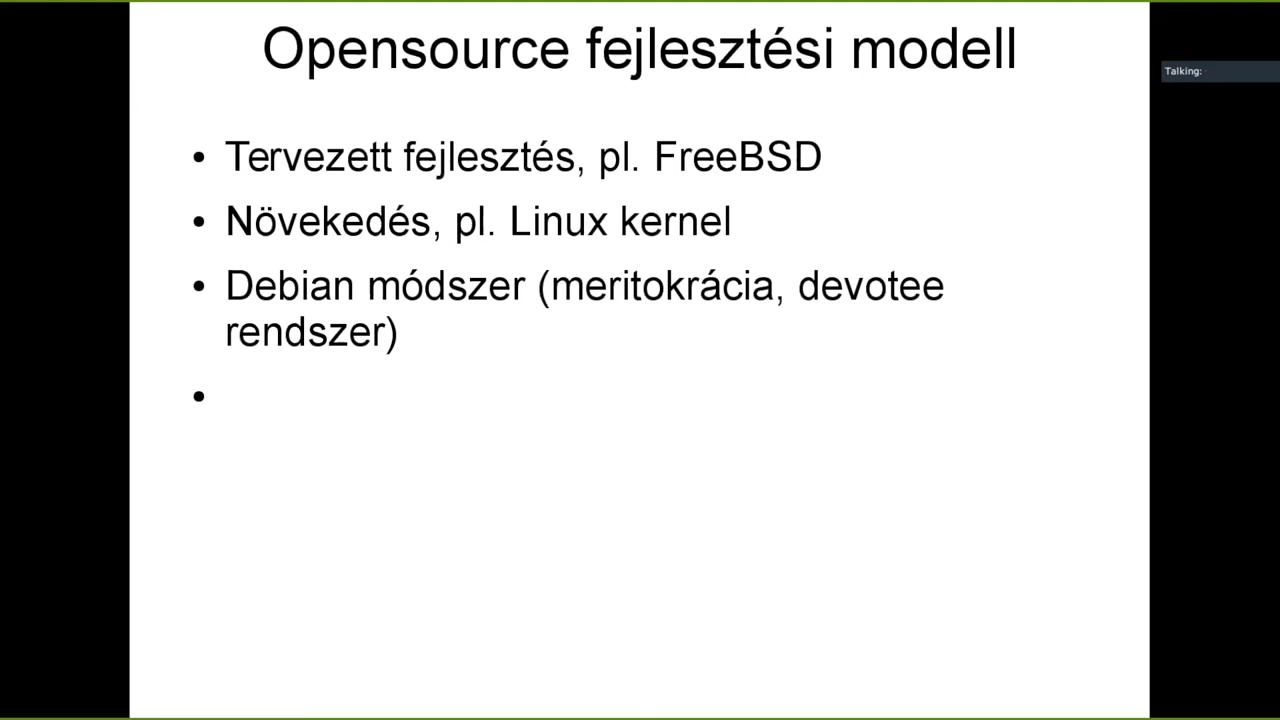 Opensource fejlesztési modell
Talking:
• Tervezett fejlesztés, pl. FreeBSD
• Növekedés, pl. Linux kernel
• Debian módszer (meritokrácia, devotee
rendszer)
•